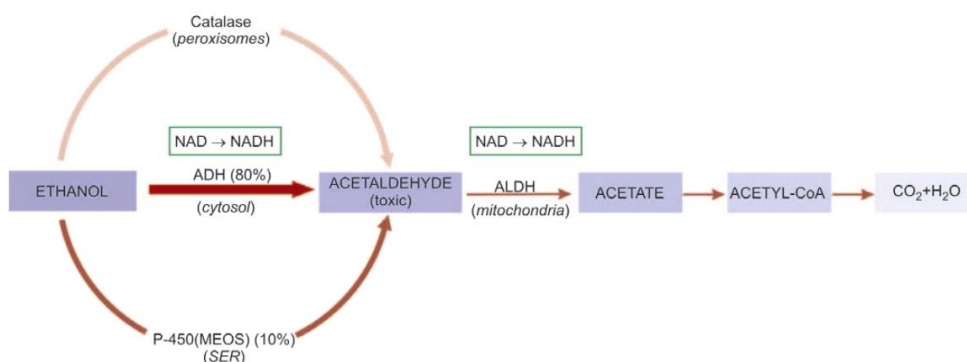 Catalase
(peroxisomes)
NAD → NADH
NAD → NADH
ETHANOL
ADH (80%)
(cytosol)
ACETALDEHYDE
(toxic)
ALDH
(mitochondria)
ACETATE
ACETYL-CoA
CO₂+H₂O
P-450(MEOS) (10%)
(SER)